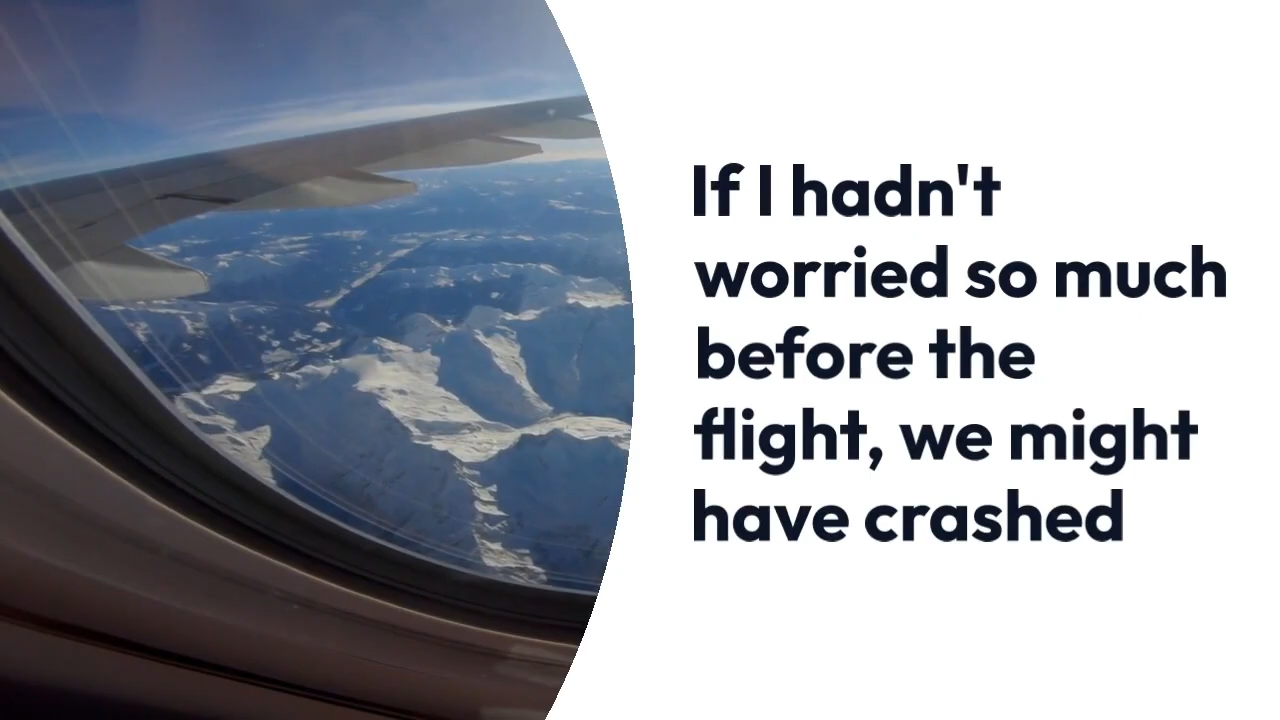 If I hadn't
worried so much
before the
flight, we might
have crashed